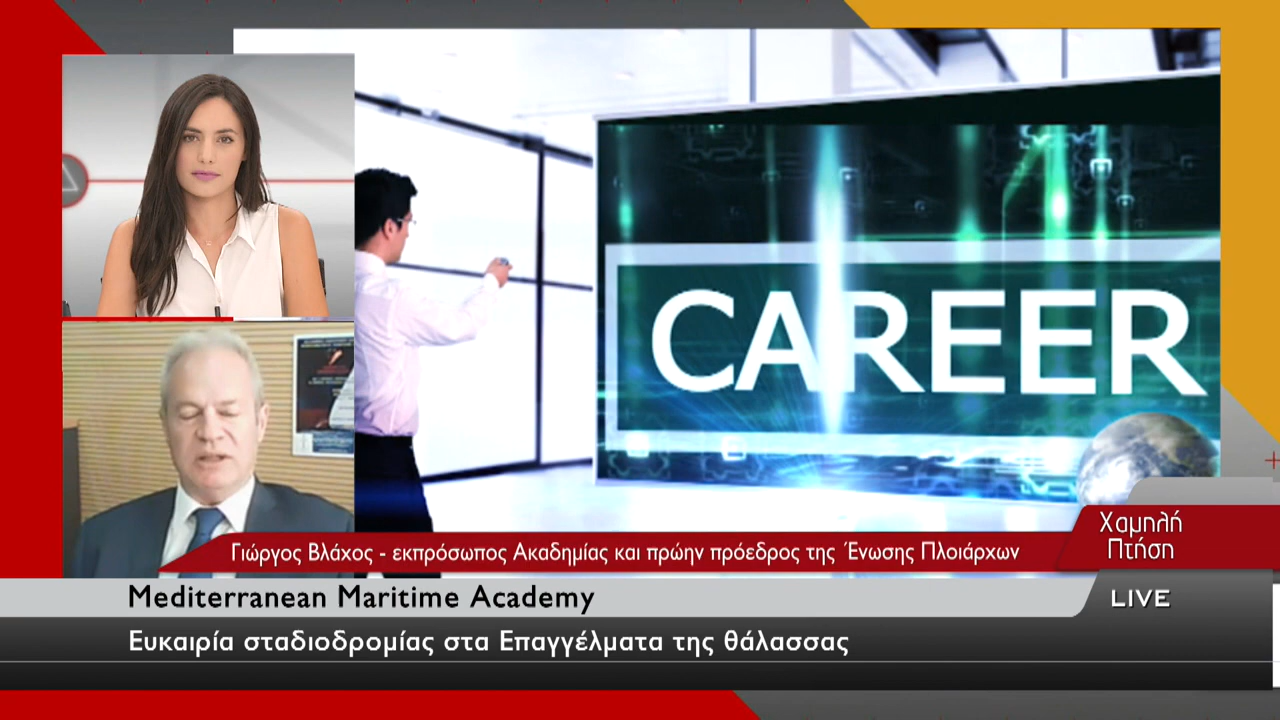 CAREER
Γιώργος Βλάχος - εκπρόσωπος Ακαδημίας και πρώην πρόεδρος της Ένωσης Πλοιάρχων
Χαμηλή
Πτήση
Mediterranean Maritime Academy
LIVE
Ευκαιρία σταδιοδρομίας στα Επαγγέλματα της θάλασσας